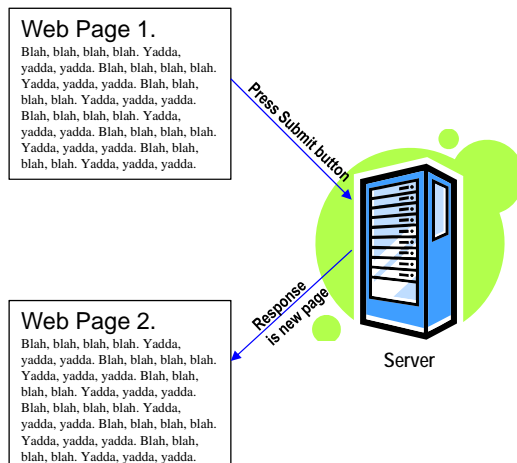 Web Page 1.
Blah, blah, blah, blah. Yadda,
yadda, yadda. Blah, blah, blah, blah.
Yadda, yadda, yadda. Blah, blah,
blah, blah. Yadda, yadda, yadda.
Blah, blah, blah, blah. Yadda,
yadda, yadda. Blah, blah, blah, blah.
Yadda, yadda, yadda. Blah, blah,
blah, blah. Yadda, yadda, yadda.
Press Submit button
Response
is new page
Server
Web Page 2.
Blah, blah, blah, blah. Yadda,
yadda, yadda. Blah, blah, blah, blah.
Yadda, yadda, yadda. Blah, blah,
blah, blah. Yadda, yadda, yadda.
Blah, blah, blah, blah. Yadda,
yadda, yadda. Blah, blah, blah, blah.
Yadda, yadda, yadda. Blah, blah,
blah, blah. Yadda, yadda, yadda.